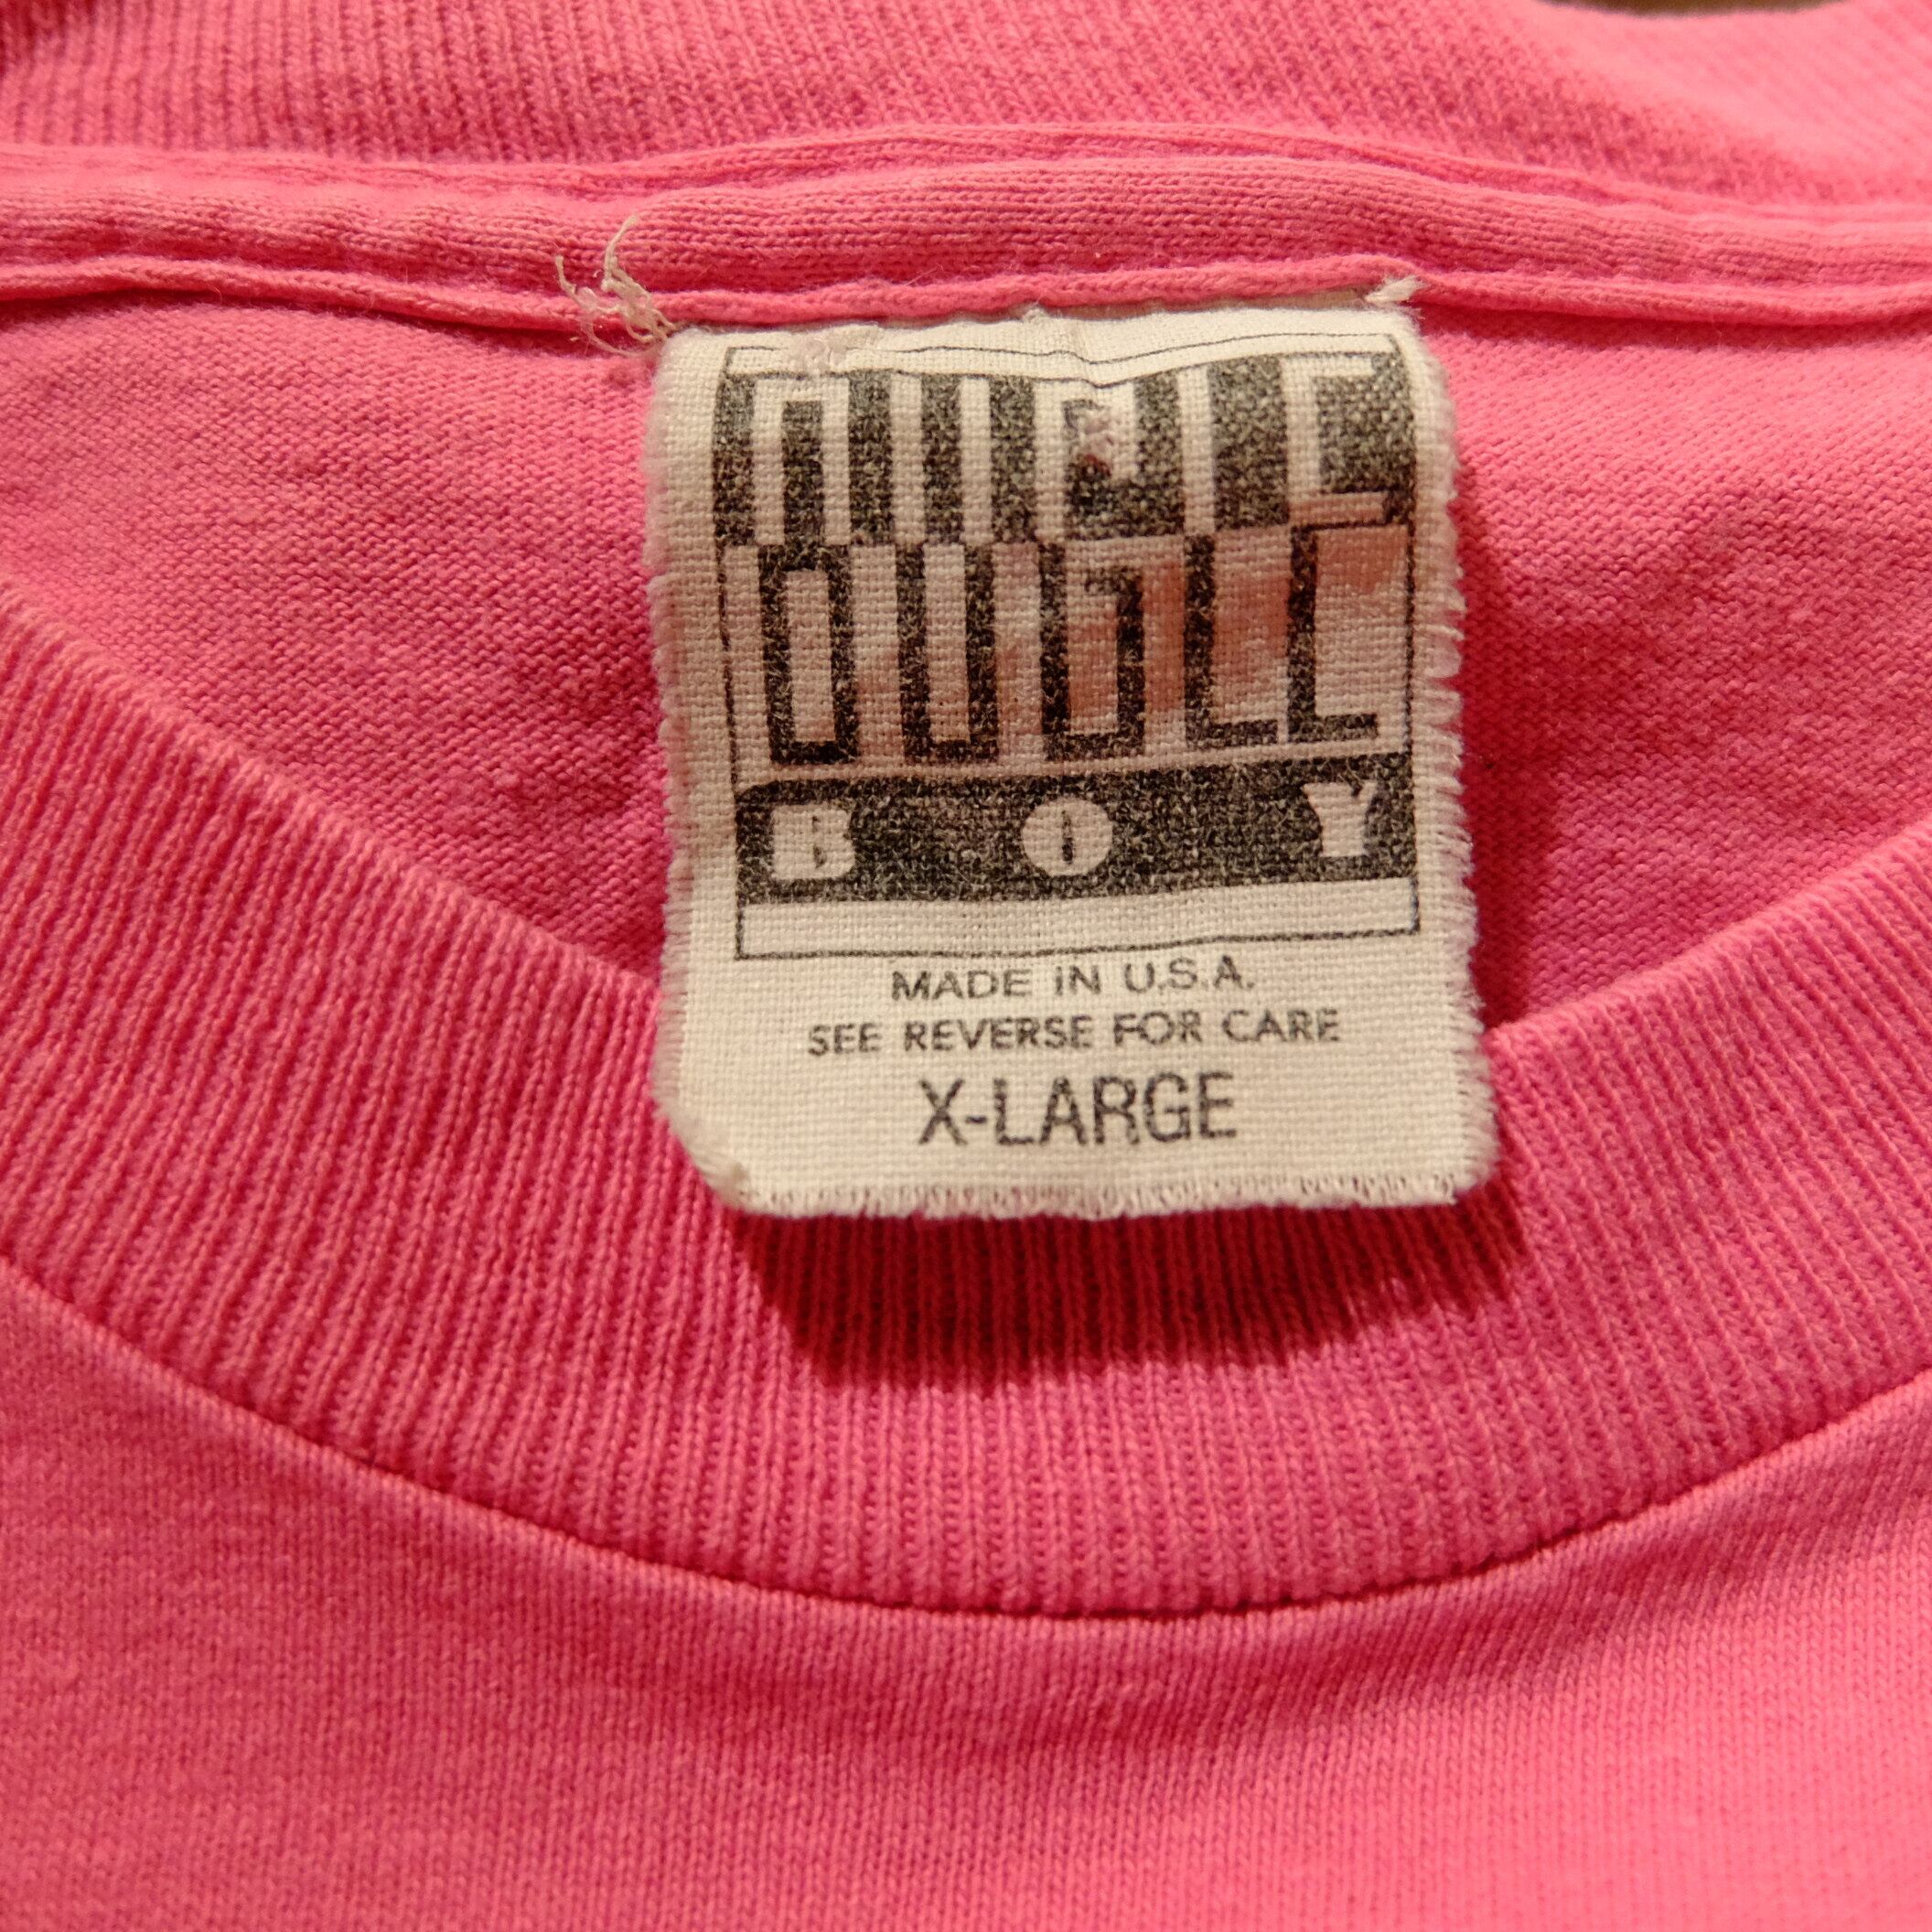 BOY
MADE IN U.S.A.
SEE REVERSE FOR CARE
X-LARGE